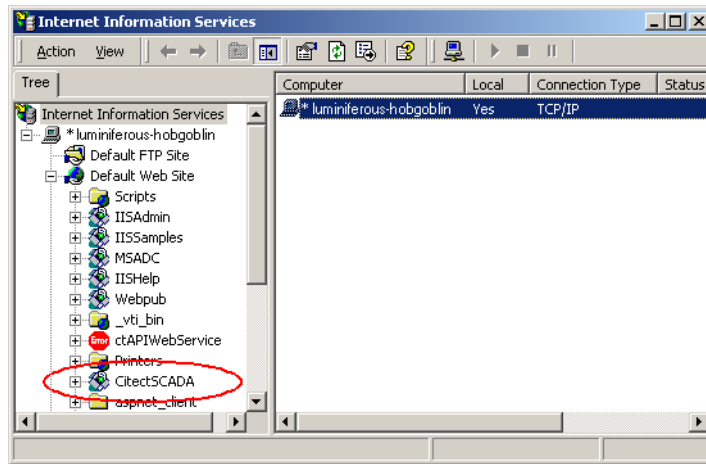 Internet Information Services
Action View
Tree
Computer Local Connection Type Status
Internet Information Services
* luminiferous-hobgoblin Yes TCP/IP
* luminiferous-hobgoblin
Default FTP Site
Default Web Site
Scripts
IISAdmin
IISSamples
MSADC
IISHelp
Webpub
_vti_bin
Error ctAPIWebService
Printers
CitectSCADA
aspnet_client